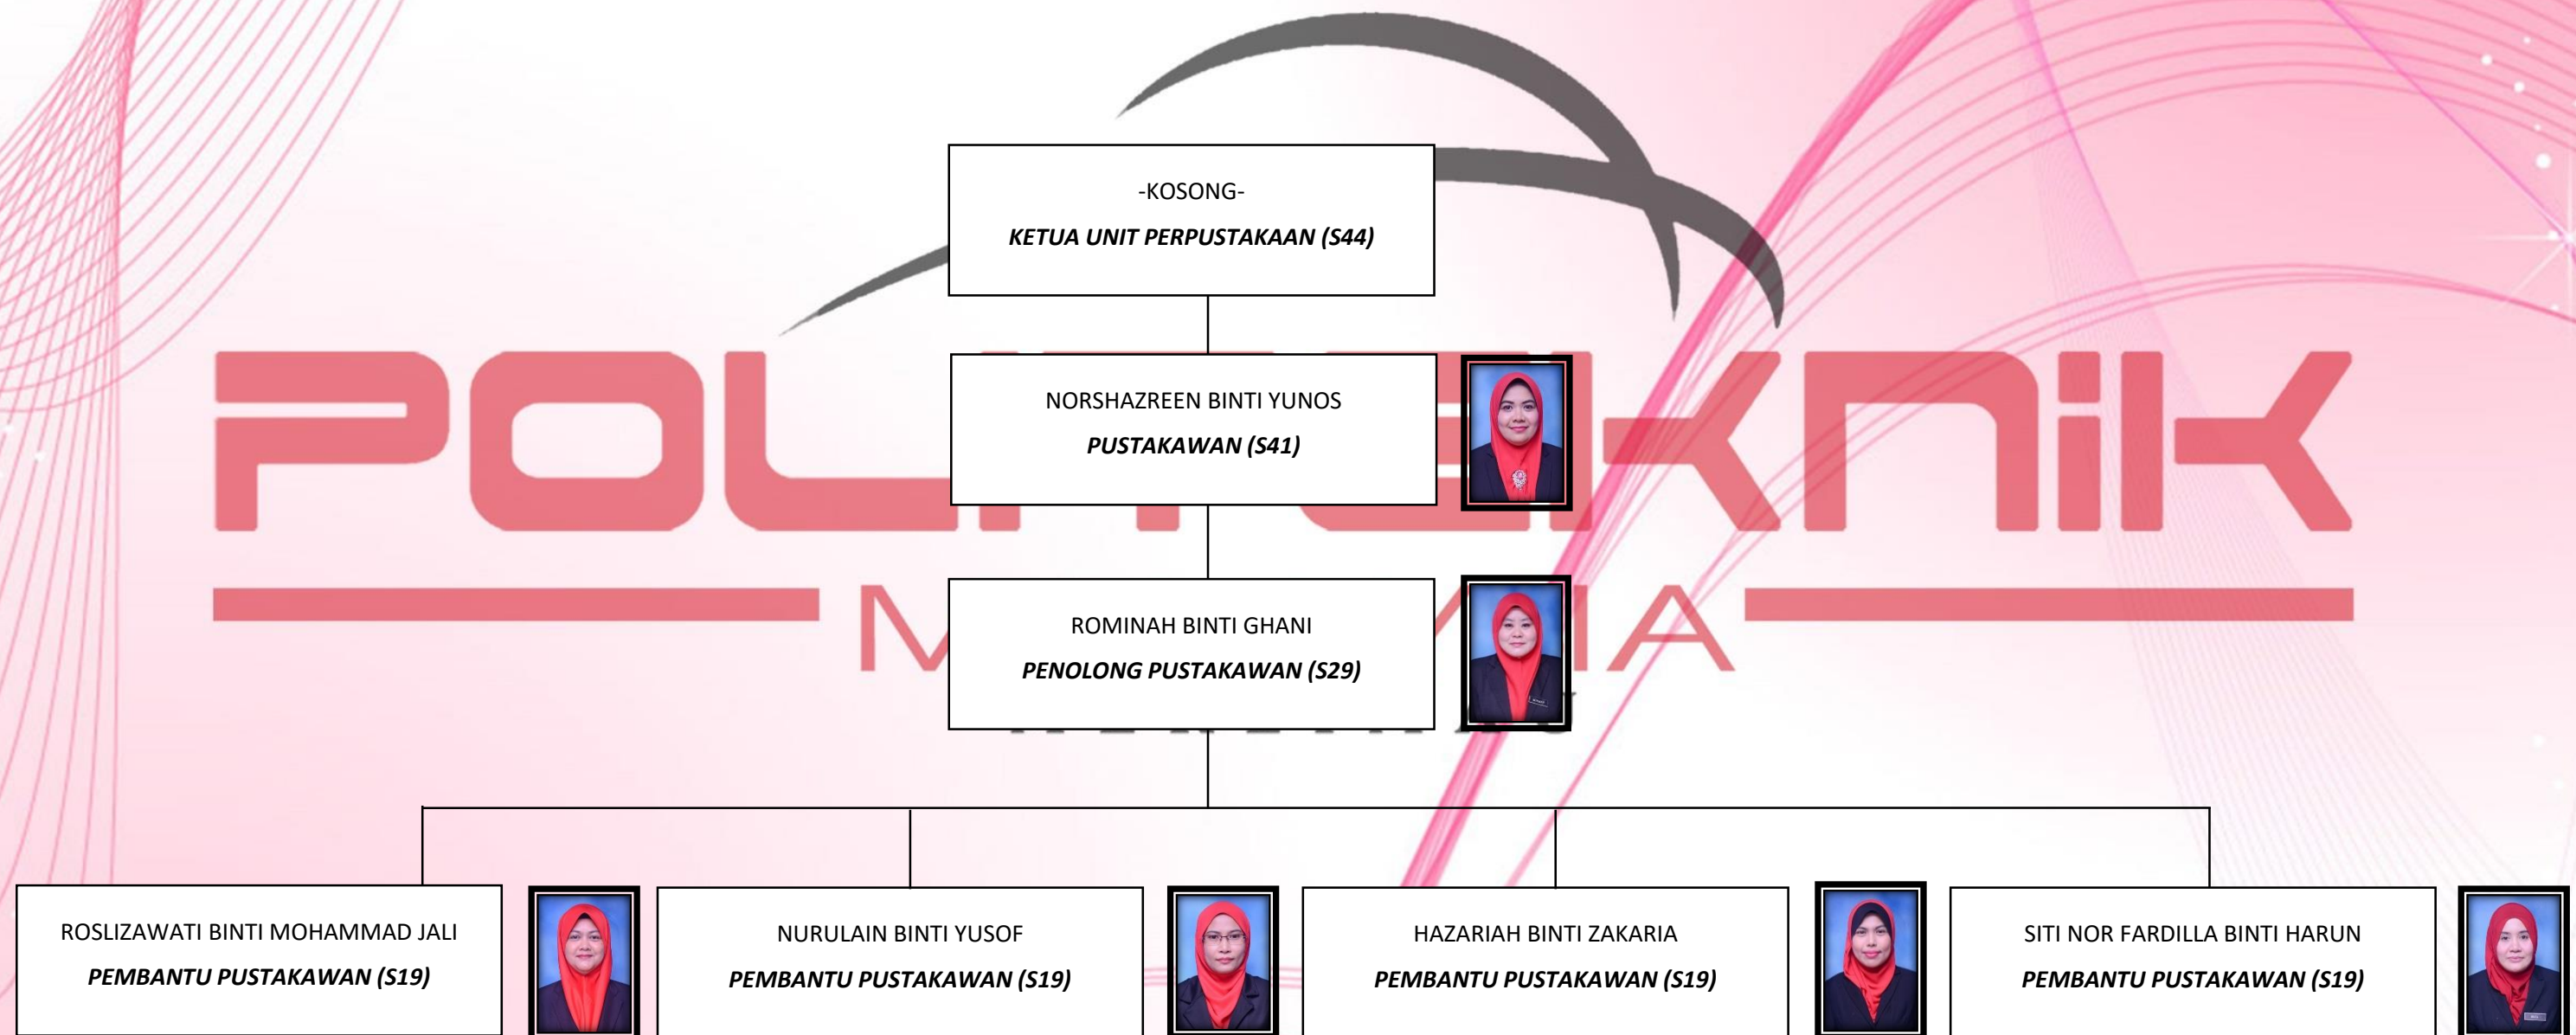 -KOSONG-
KETUA UNIT PERPUSTAKAAN (S44)
NORSHAZREEN BINTI YUNOS
PUSTAKAWAN (S41)
ROMINAH BINTI GHANI
PENOLONG PUSTAKAWAN (S29)
ROSLIZAWATI BINTI MOHAMMAD JALI
PEMBANTU PUSTAKAWAN (S19)
NURULAIN BINTI YUSOF
PEMBANTU PUSTAKAWAN (S19)
HAZARIAH BINTI ZAKARIA
PEMBANTU PUSTAKAWAN (S19)
SITI NOR FARDILLA BINTI HARUN
PEMBANTU PUSTAKAWAN (S19)